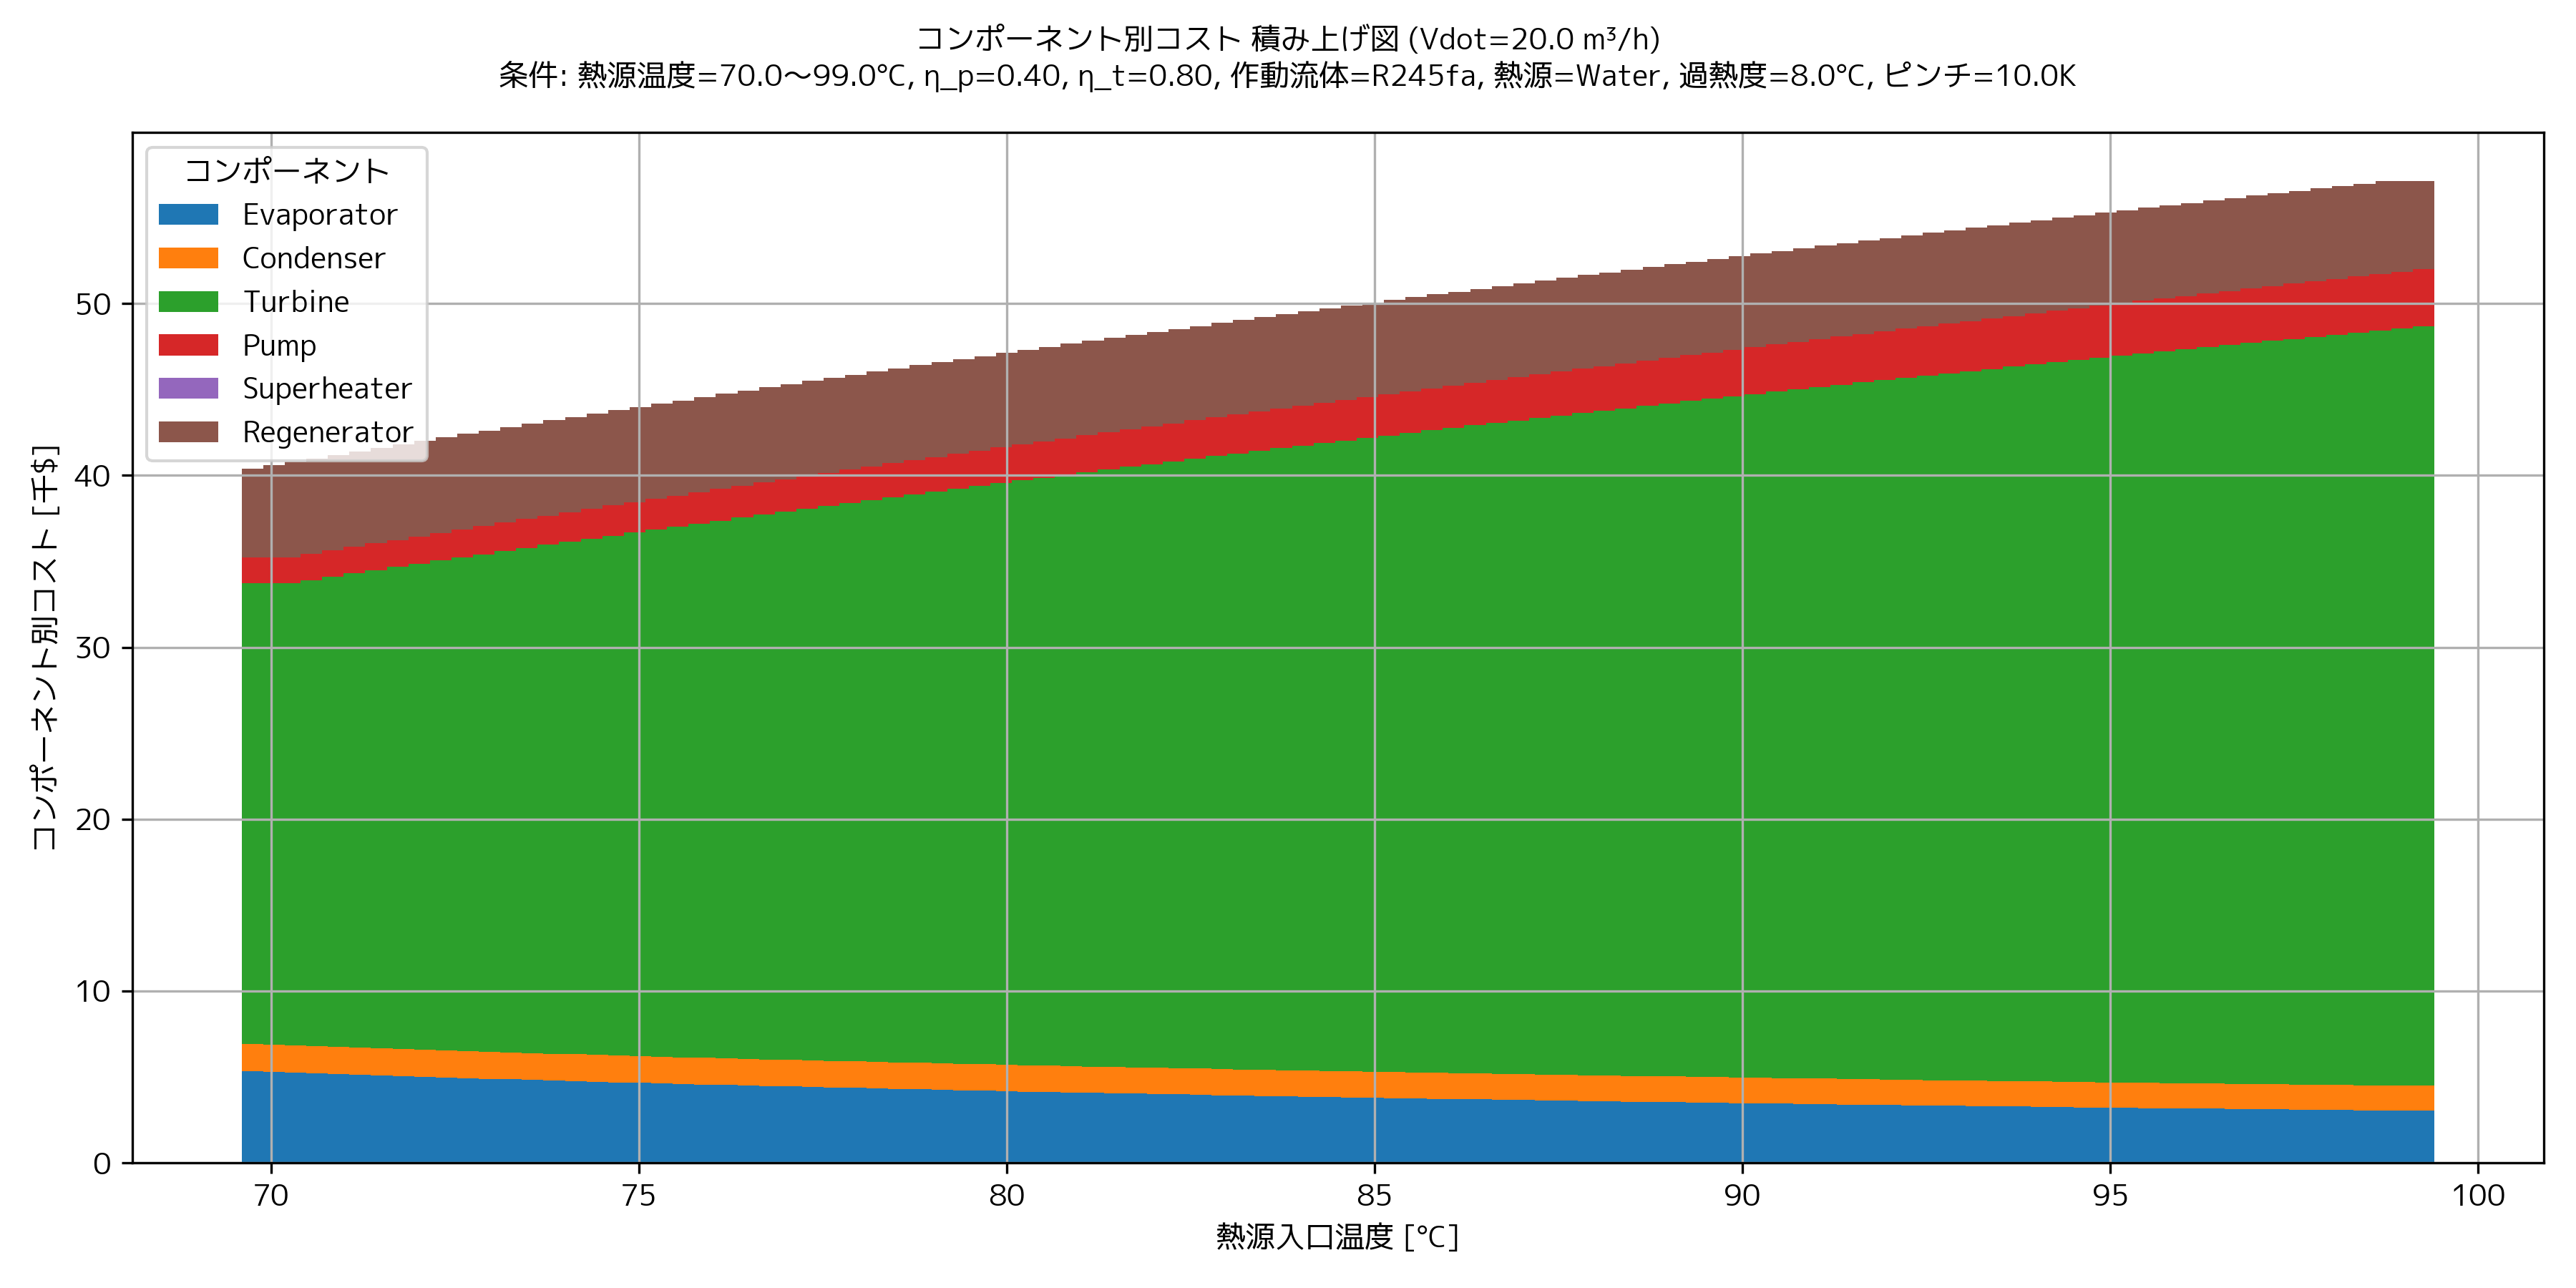 コンポーネント別コスト 積み上げ図 (Vdot=20.0 m³/h)
条件: 熱源温度=70.0～99.0℃, η_p=0.40, η_t=0.80, 作動流体=R245fa, 熱源=Water, 過熱度=8.0℃, ピンチ=10.0K
コンポーネント
Evaporator
Condenser
Turbine
Pump
Superheater
Regenerator
コンポーネント別コスト [千$]
50
40
30
20
10
0
70 75 80 85 90 95 100
熱源入口温度 [℃]